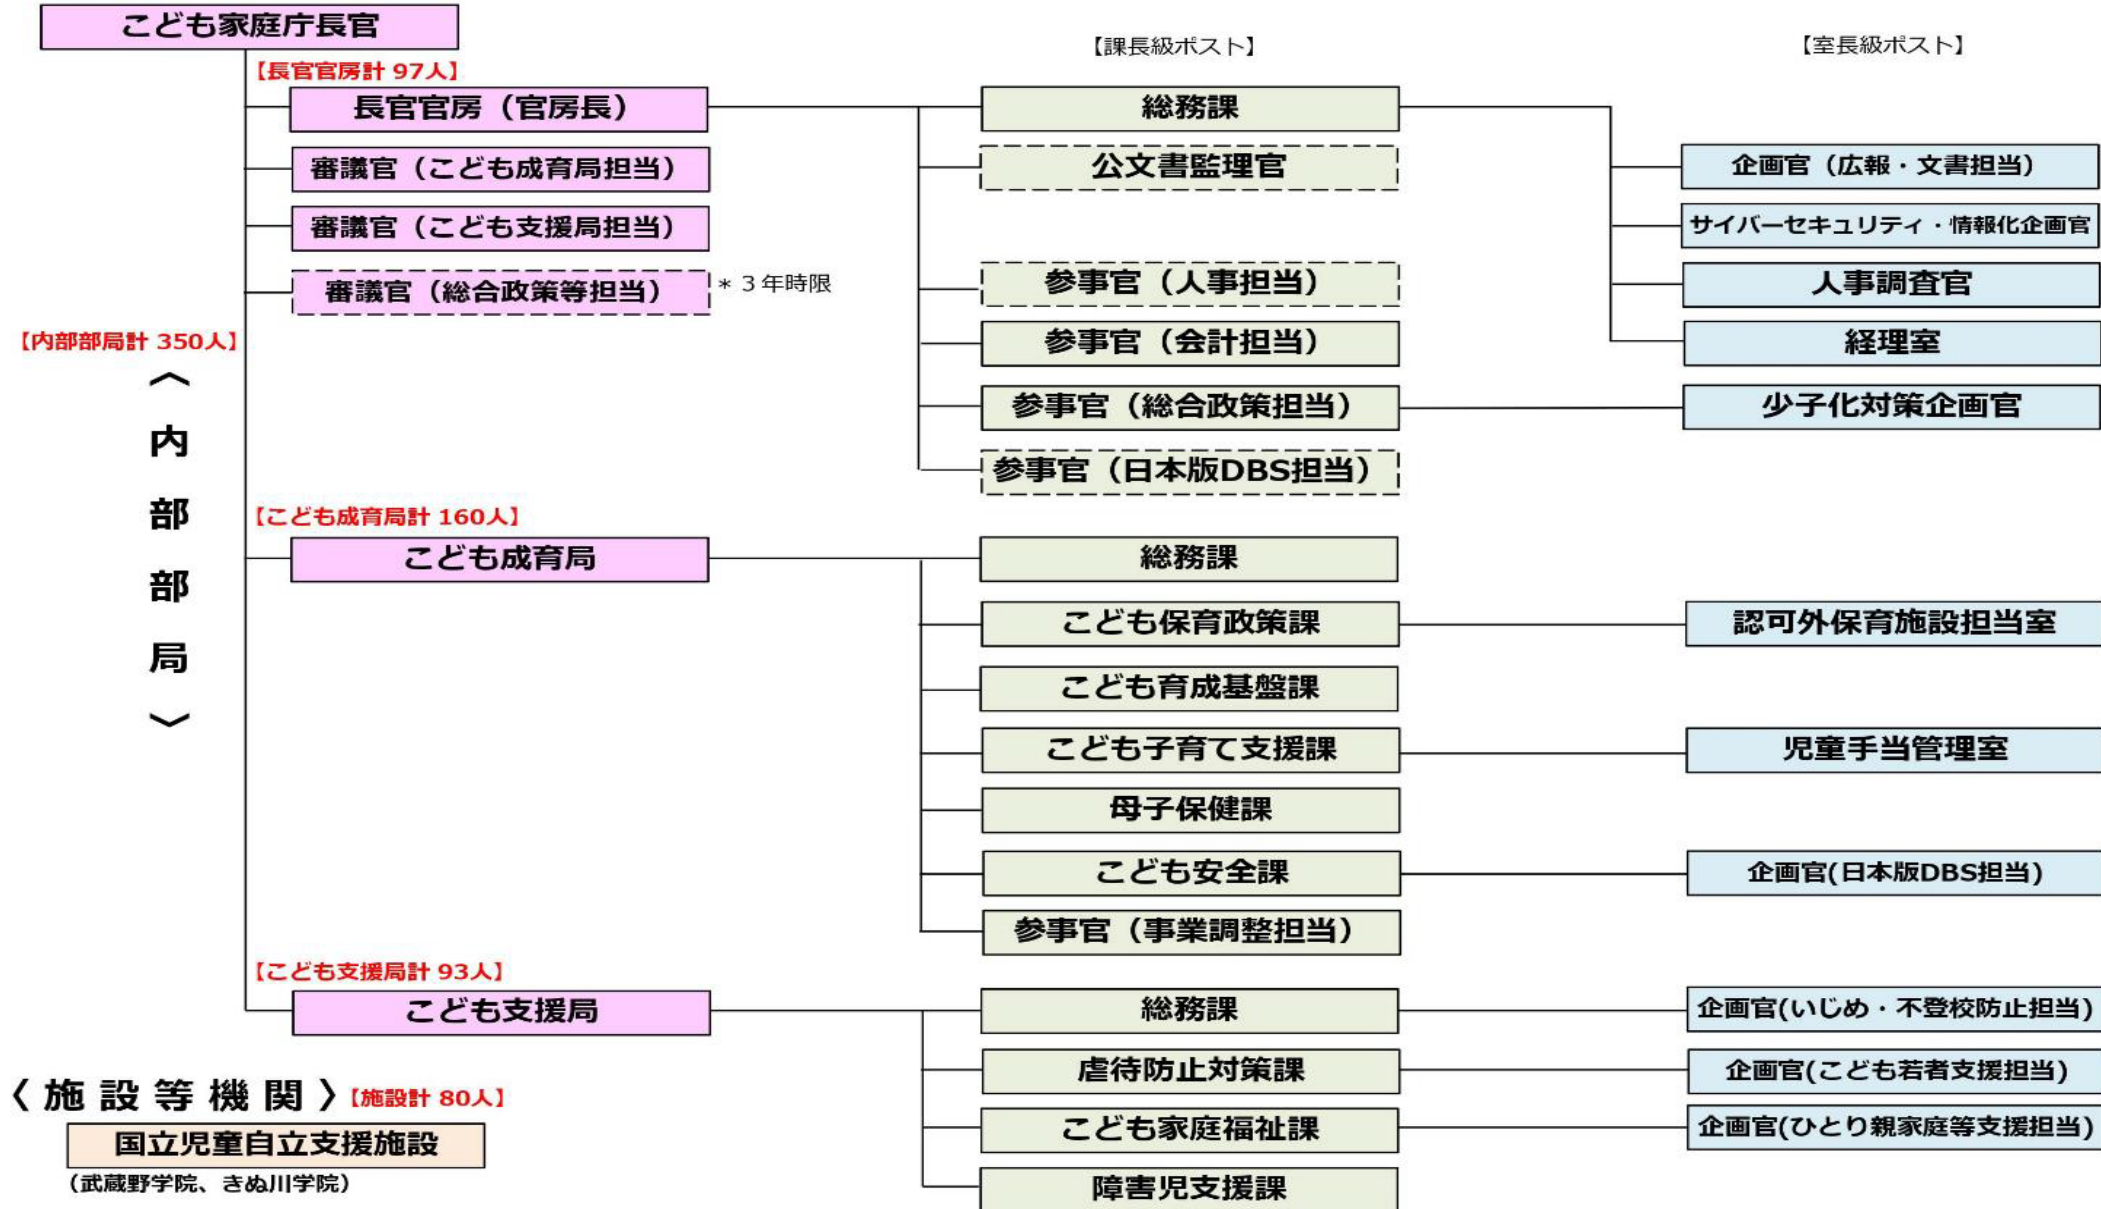 こども家庭庁長官
【課長級ポスト】
【室長級ポスト】
【長官官房計 97人】
長官官房（官房長）
総務課
審議官（こども成育局担当）
公文書監理官
企画官（広報・文書担当）
審議官（こども支援局担当）
サイバーセキュリティ・情報化企画官
審議官（総合政策等担当）
＊３年時限
参事官（人事担当）
人事調査官
【内部部局計 350人】
参事官（会計担当）
経理室
参事官（総合政策担当）
少子化対策企画官
〈内部部局〉
参事官（日本版DBS担当）
【こども成育局計 160人】
こども成育局
総務課
こども保育政策課
認可外保育施設担当室
こども育成基盤課
こども子育て支援課
児童手当管理室
母子保健課
こども安全課
企画官(日本版DBS担当)
参事官（事業調整担当）
【こども支援局計 93人】
こども支援局
総務課
企画官(いじめ・不登校防止担当)
虐待防止対策課
企画官(こども若者支援担当)
〈施設等機関〉【施設計 80人】
こども家庭福祉課
企画官(ひとり親家庭等支援担当)
国立児童自立支援施設
（武蔵野学院、きぬ川学院）
障害児支援課